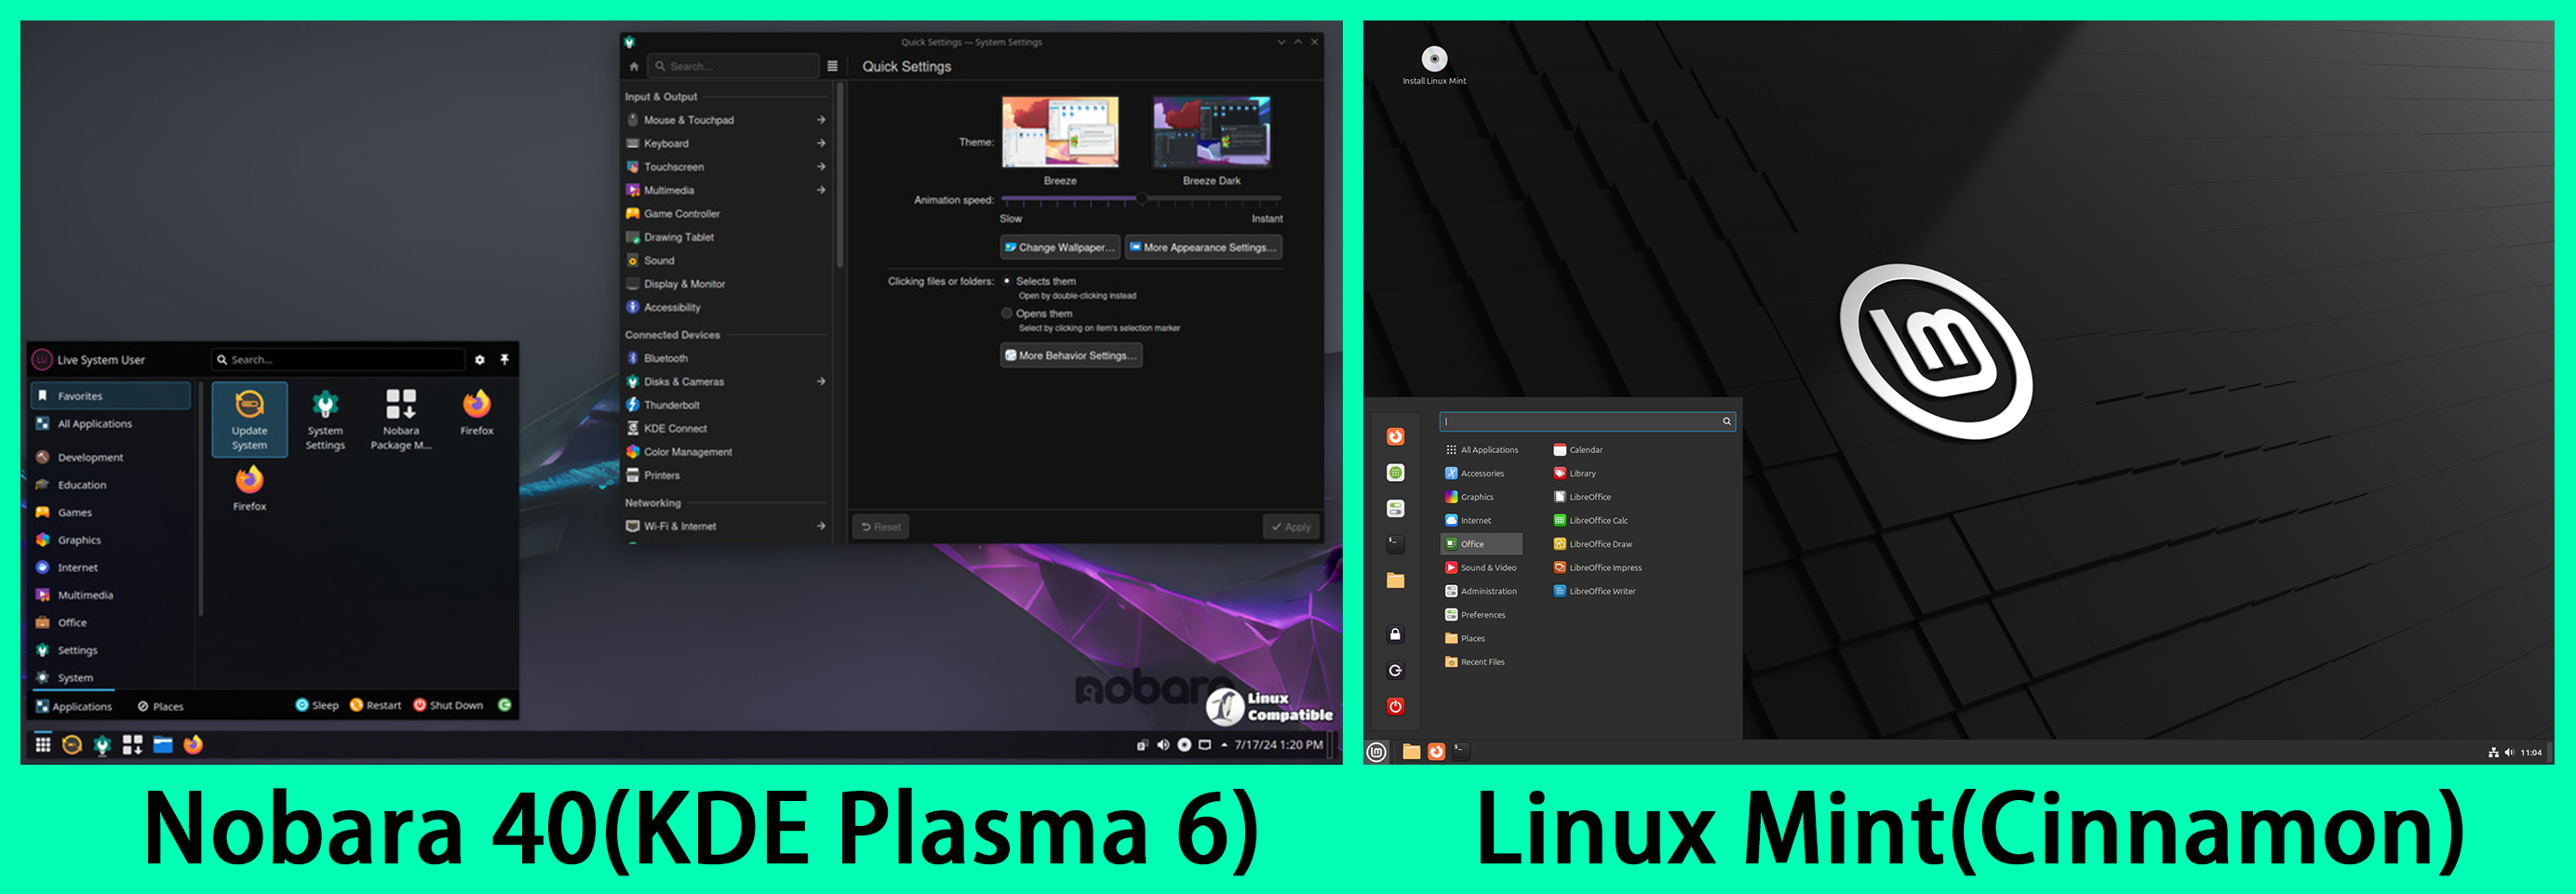 Quick Settings — System Settings
Search...
Quick Settings
Input & Output
Mouse & Touchpad
Keyboard
Touchscreen
Multimedia
Game Controller
Drawing Tablet
Sound
Display & Monitor
Accessibility
Connected Devices
Bluetooth
Disks & Cameras
Thunderbolt
KDE Connect
Color Management
Printers
Networking
Wi-Fi & Internet
Theme:
Breeze
Breeze Dark
Animation speed:
Slow
Instant
Change Wallpaper...
More Appearance Settings...
Clicking files or folders:
Selects them
Open by double-clicking instead
Opens them
Select by clicking on item's selection marker
More Behavior Settings...
Reset
Apply
LU
Live System User
Search...
Favorites
All Applications
Development
Education
Games
Graphics
Internet
Multimedia
Office
Settings
System
Update
System
System
Settings
Nobara
Package M...
Firefox
Firefox
Applications
Places
Sleep
Restart
Shut Down
nobara
Linux
Compatible
7/17/24 1:20 PM
Install Linux Mint
All Applications
Accessories
Graphics
Internet
Office
Sound & Video
Administration
Preferences
Places
Recent Files
Calendar
Library
LibreOffice
LibreOffice Calc
LibreOffice Draw
LibreOffice Impress
LibreOffice Writer
11:04
Nobara 40(KDE Plasma 6)
Linux Mint(Cinnamon)